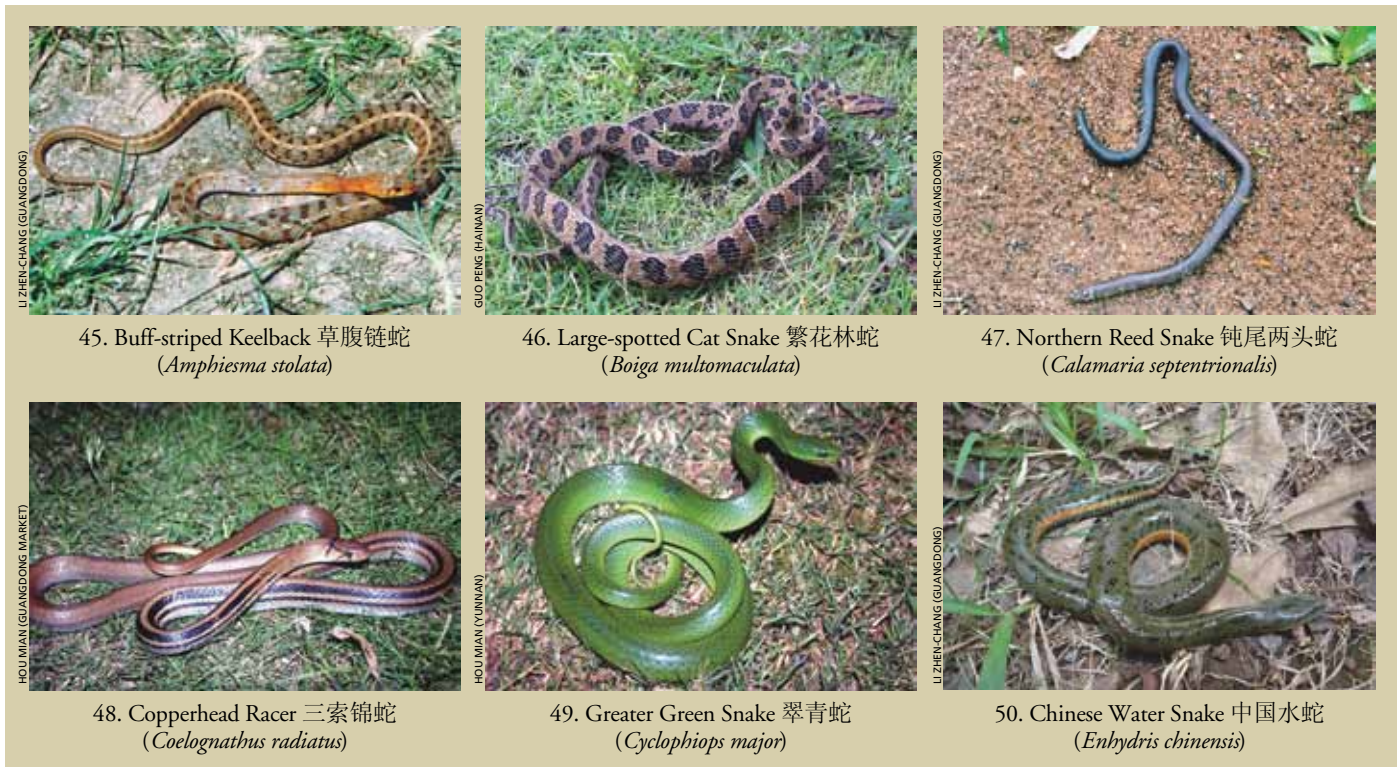 LI ZHEN-CHANG (GUANGDONG)
45. Buff-striped Keelback 草腹链蛇
(Amphiesma stolata)
GUO PENG (HAINAN)
46. Large-spotted Cat Snake 繁花林蛇
(Boiga multomaculata)
LI ZHEN-CHANG (GUANGDONG)
47. Northern Reed Snake 钝尾两头蛇
(Calamaria septentrionalis)
HOU MIAN (GUANGDONG MARKET)
48. Copperhead Racer 三索锦蛇
(Coelognathus radiatus)
HOU MIAN (YUNNAN)
49. Greater Green Snake 翠青蛇
(Cyclophiops major)
LI ZHEN-CHANG (GUANGDONG)
50. Chinese Water Snake 中国水蛇
(Enhydris chinensis)